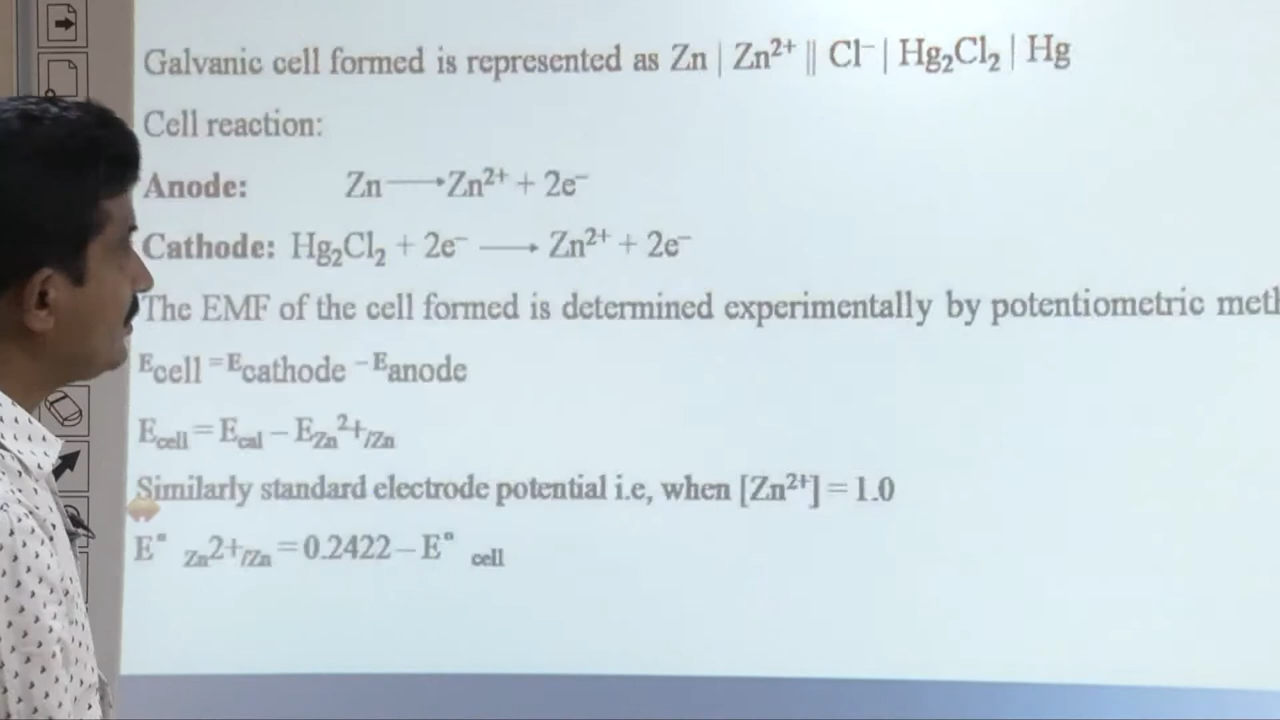 Galvanic cell formed is represented as Zn | Zn²⁺ || Cl⁻ | Hg₂Cl₂ | Hg
Cell reaction:
Anode: Zn ⟶ Zn²⁺ + 2e⁻
Cathode: Hg₂Cl₂ + 2e⁻ ⟶ Zn²⁺ + 2e⁻
The EMF of the cell formed is determined experimentally by potentiometric
Ecell = Ecathode − Eanode
Ecell = Ecal − EZn²⁺/Zn
Similarly standard electrode potential i.e, when [Zn²⁺] = 1.0
E° Zn2+/Zn = 0.2422 − E° cell